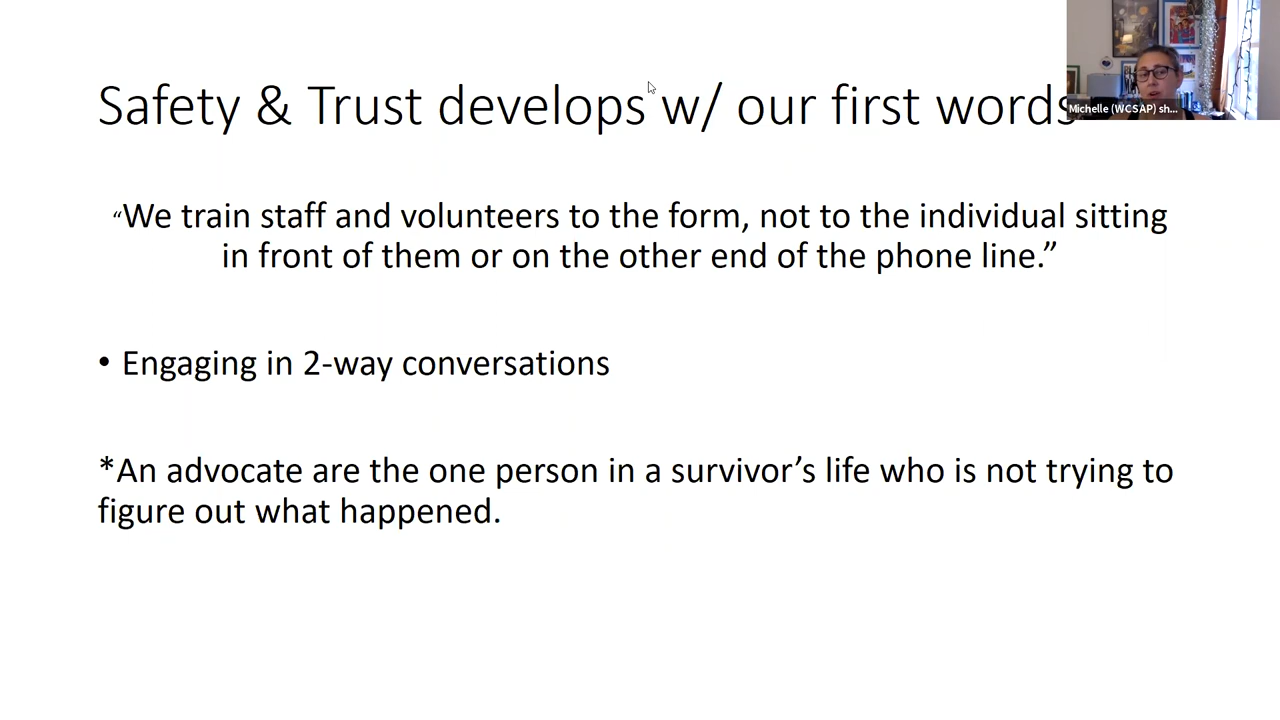 Safety & Trust develops w/ our first words
Michelle (WCSAP) sh...
“We train staff and volunteers to the form, not to the individual sitting
in front of them or on the other end of the phone line.”
• Engaging in 2-way conversations
*An advocate are the one person in a survivor’s life who is not trying to
figure out what happened.